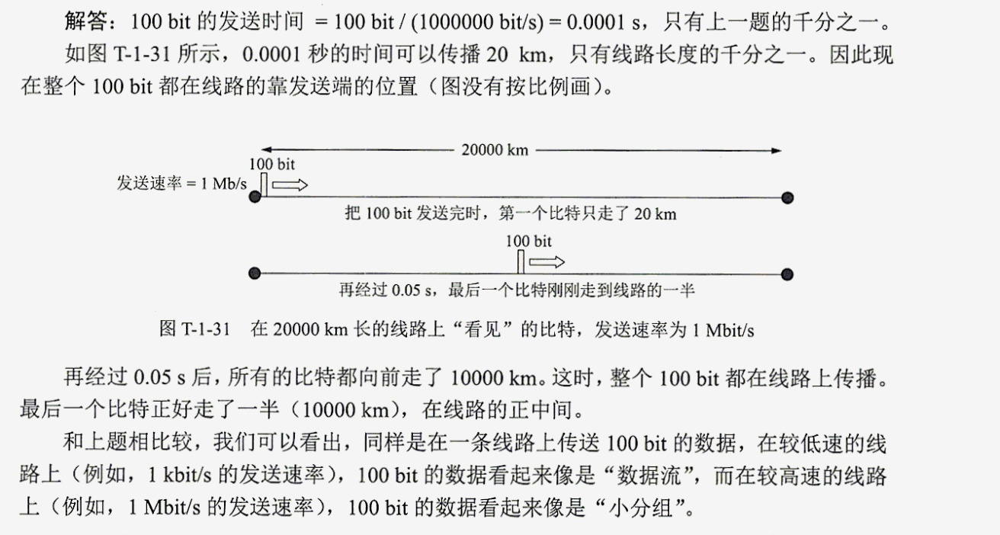 解答：100 bit 的发送时间 = 100 bit / (1000000 bit/s) = 0.0001 s，只有上一题的千分之一。
如图 T-1-31 所示，0.0001 秒的时间可以传播 20 km，只有线路长度的千分之一。因此现
在整个 100 bit 都在线路的靠发送端的位置（图没有按比例画）。
20000 km
100 bit
发送速率 = 1 Mb/s
把 100 bit 发送完时，第一个比特只走了 20 km
100 bit
再经过 0.05 s，最后一个比特刚刚走到线路的一半
图 T-1-31 在 20000 km 长的线路上“看见”的比特，发送速率为 1 Mbit/s
再经过 0.05 s 后，所有的比特都向前走了 10000 km。这时，整个 100 bit 都在线路上传播。
最后一个比特正好走了一半（10000 km），在线路的正中间。
和上题相比较，我们可以看出，同样是在一条线路上传送 100 bit 的数据，在较低速的线
路上（例如，1 kbit/s 的发送速率），100 bit 的数据看起来像是“数据流”，而在较高速的线路
上（例如，1 Mbit/s 的发送速率），100 bit 的数据看起来像是“小分组”。